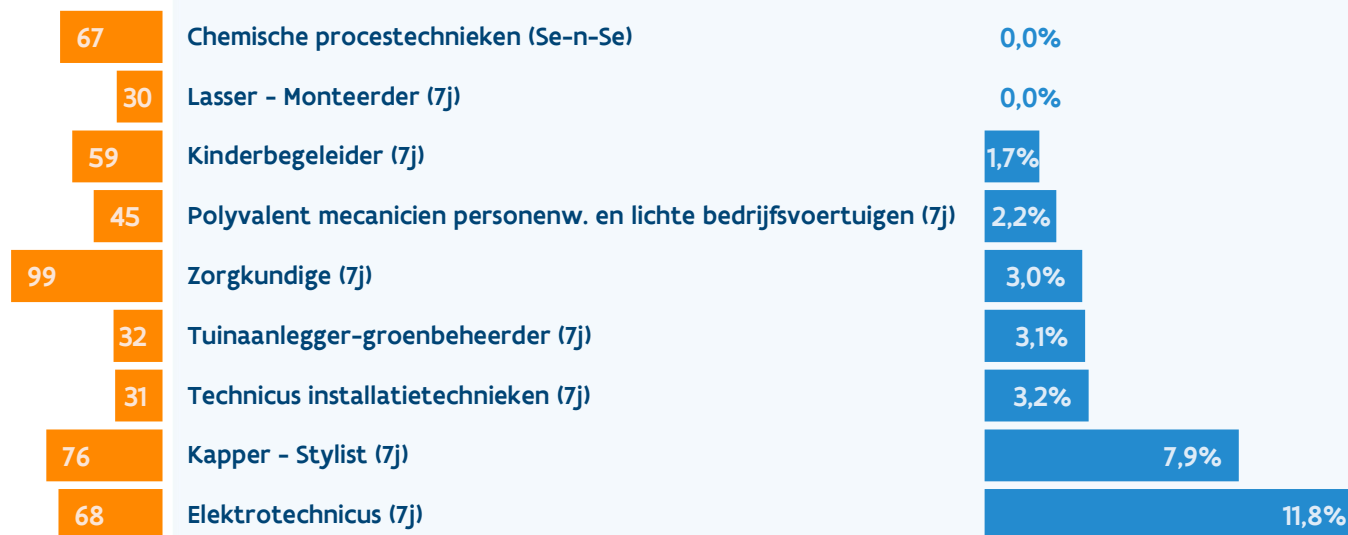 67 Chemische procestechnieken (Se-n-Se) 0,0%
30 Lasser - Monteerder (7j) 0,0%
59 Kinderbegeleider (7j) 1,7%
45 Polyvalent mecanicien personenw. en lichte bedrijfsvoertuigen (7j) 2,2%
99 Zorgkundige (7j) 3,0%
32 Tuinaanlegger-groenbeheerder (7j) 3,1%
31 Technicus installatietechnieken (7j) 3,2%
76 Kapper - Stylist (7j) 7,9%
68 Elektrotechnicus (7j) 11,8%